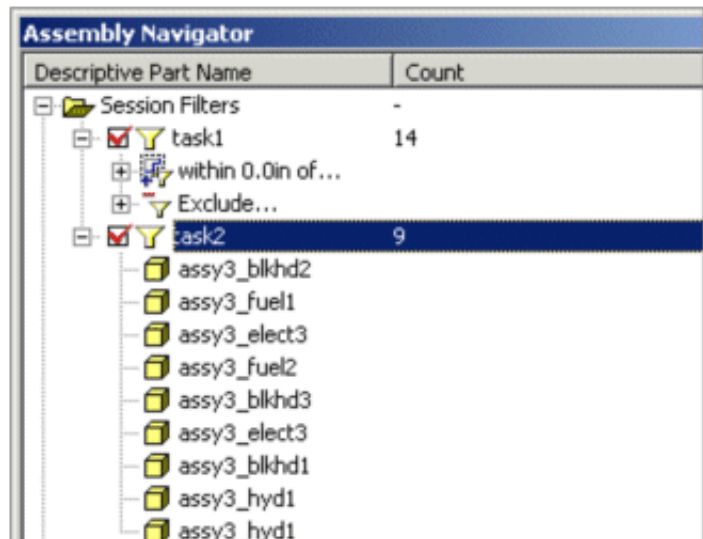 Assembly Navigator
Descriptive Part Name Count
Session Filters -
task1 14
within 0.0in of...
Exclude...
task2 9
assy3_blkhd2
assy3_fuel1
assy3_elect3
assy3_fuel2
assy3_blkhd3
assy3_elect3
assy3_blkhd1
assy3_hyd1
assy3_hyd1